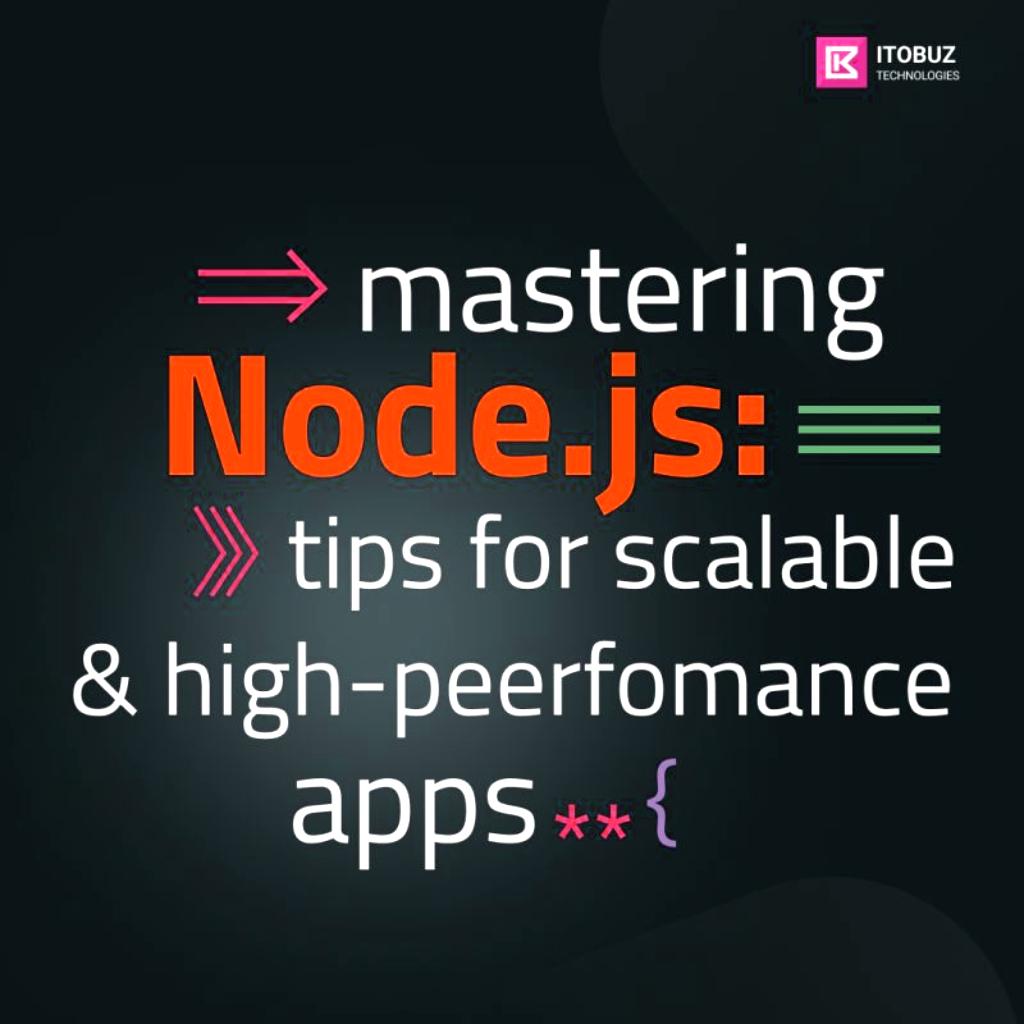 ITOBUZ
TECHNOLOGIES
⇒ mastering
Node.js: ≡
》 tips for scalable
& high-peerfomance
apps ** {